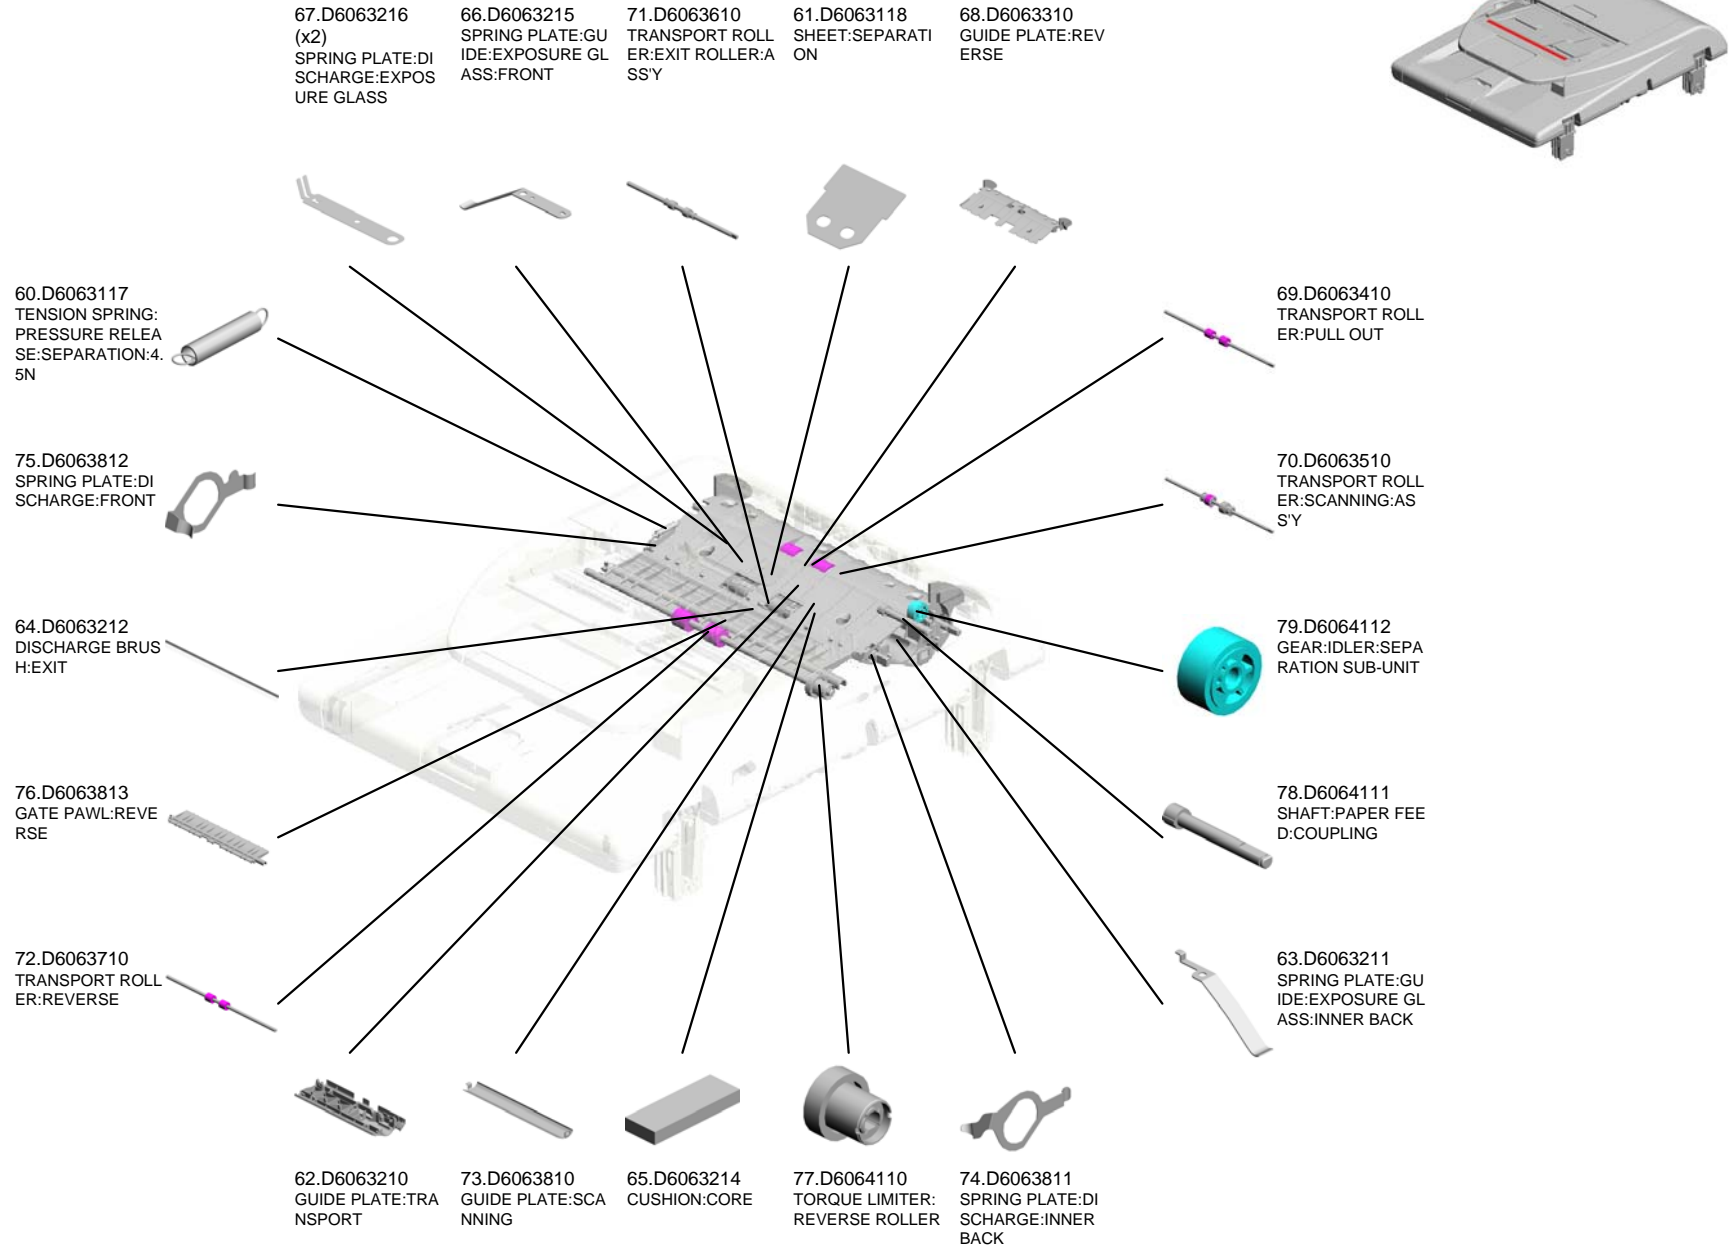 67.D6063216
(x2)
SPRING PLATE:DI
SCHARGE:EXPOS
URE GLASS
66.D6063215
SPRING PLATE:GU
IDE:EXPOSURE GL
ASS:FRONT
71.D6063610
TRANSPORT ROLL
ER:EXIT ROLLER:A
SS'Y
61.D6063118
SHEET:SEPARATI
ON
68.D6063310
GUIDE PLATE:REV
ERSE
60.D6063117
TENSION SPRING:
PRESSURE RELEA
SE:SEPARATION:4.
5N
69.D6063410
TRANSPORT ROLL
ER:PULL OUT
75.D6063812
SPRING PLATE:DI
SCHARGE:FRONT
70.D6063510
TRANSPORT ROLL
ER:SCANNING:AS
S'Y
64.D6063212
DISCHARGE BRUS
H:EXIT
79.D6064112
GEAR:IDLER:SEPA
RATION SUB-UNIT
76.D6063813
GATE PAWL:REVE
RSE
78.D6064111
SHAFT:PAPER FEE
D:COUPLING
72.D6063710
TRANSPORT ROLL
ER:REVERSE
63.D6063211
SPRING PLATE:GU
IDE:EXPOSURE GL
ASS:INNER BACK
62.D6063210
GUIDE PLATE:TRA
NSPORT
73.D6063810
GUIDE PLATE:SCA
NNING
65.D6063214
CUSHION:CORE
77.D6064110
TORQUE LIMITER:
REVERSE ROLLER
74.D6063811
SPRING PLATE:DI
SCHARGE:INNER
BACK